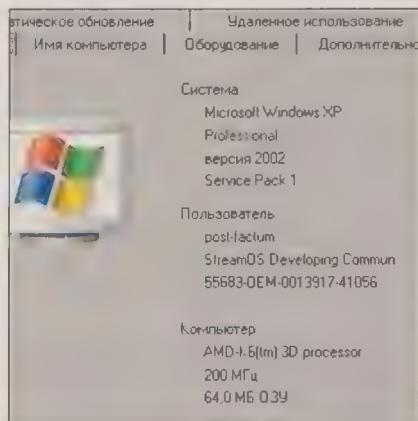 тическое обновление
Удаленное использование
Имя компьютера
Оборудование
Дополнительно
Система
Microsoft Windows XP
Professional
версия 2002
Service Pack 1
Пользователь
post-factum
StreamOS Developing Commun
55683-OEM-0013917-41056
Компьютер
AMD-K6(tm) 3D processor
200 МГц
64,0 МБ ОЗУ